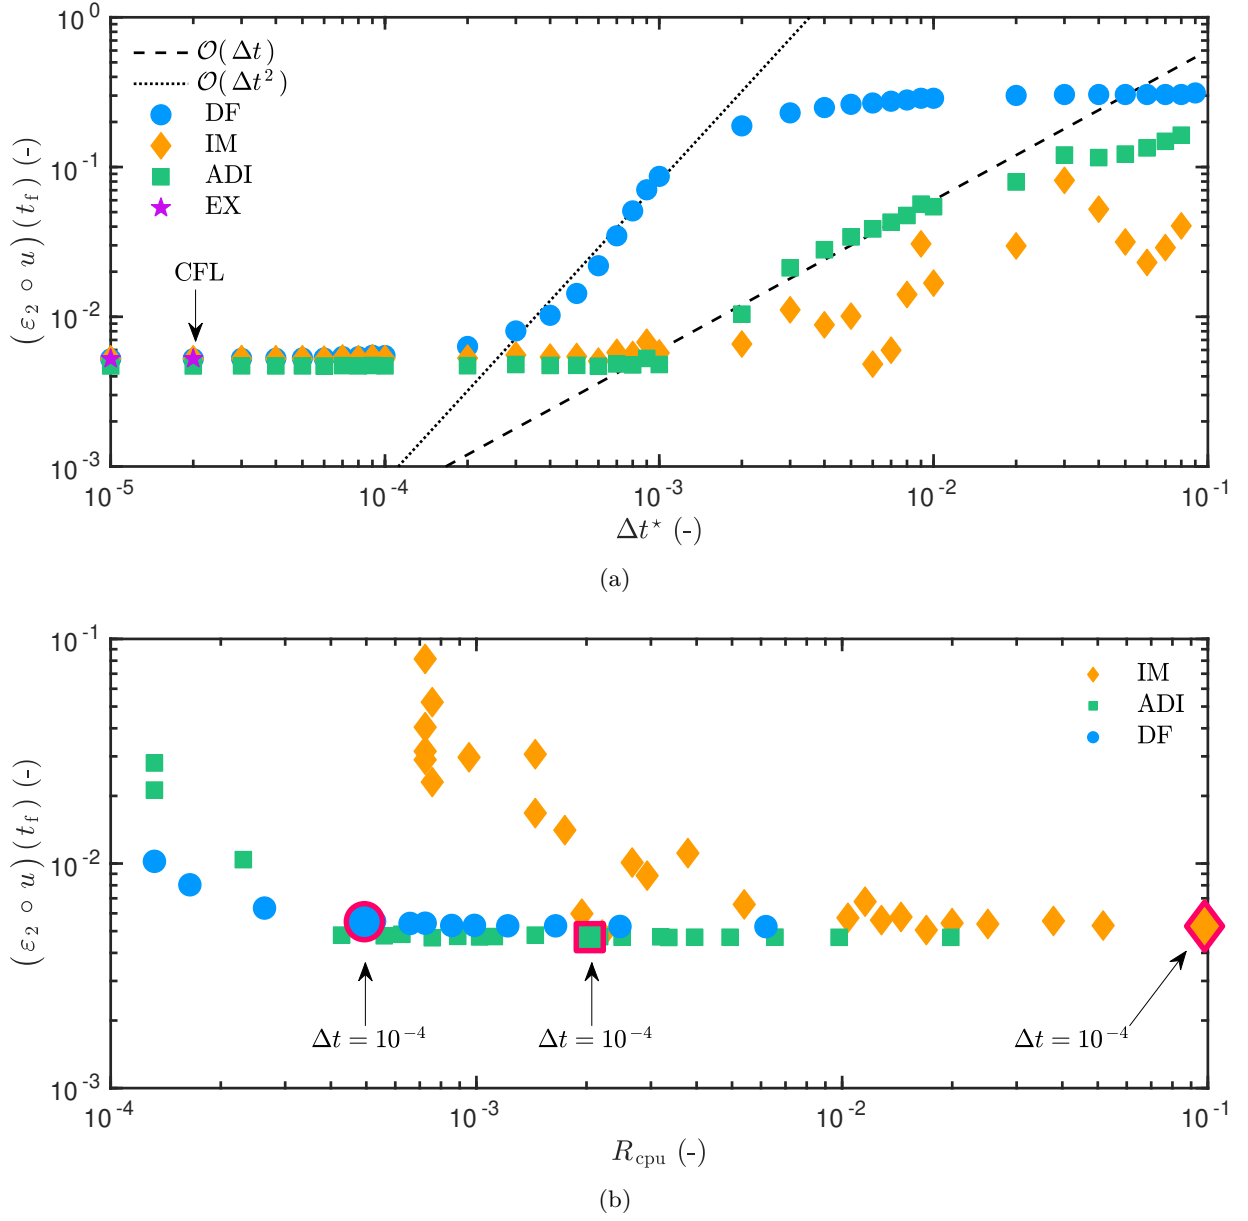 10^0
10^-1
10^-2
10^-3
(ε_2 ∘ u)(t_f) (-)
O(Δt)
O(Δt^2)
DF
IM
ADI
EX
CFL
10^-5
10^-4
10^-3
10^-2
10^-1
Δt^⋆ (-)
(a)
10^-1
10^-2
10^-3
(ε_2 ∘ u)(t_f) (-)
IM
ADI
DF
Δt = 10^-4
Δt = 10^-4
Δt = 10^-4
10^-4
10^-3
10^-2
10^-1
R_cpu (-)
(b)